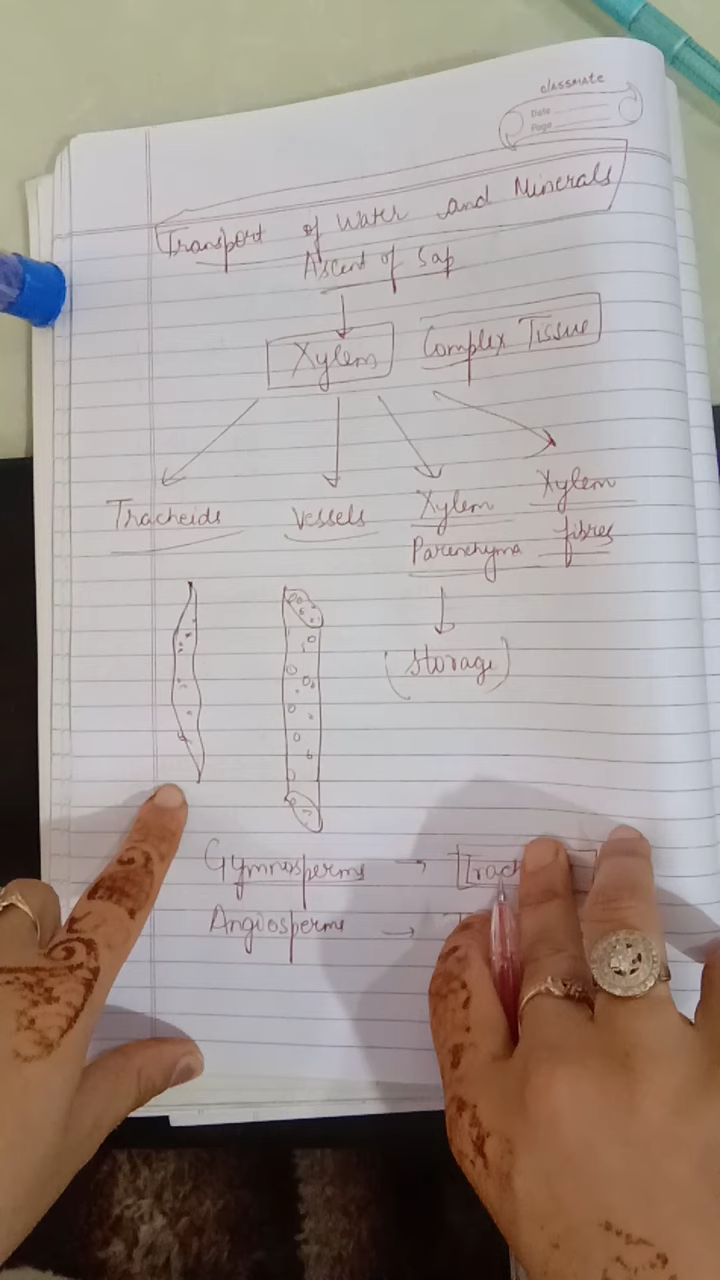 classmate
Date
Page
Transport of Water and Minerals
Ascent of Sap
Xylem Complex Tissue
Tracheids Vessels Xylem Parenchyma Xylem fibres
(Storage)
Gymnosperms → Trach
Angiosperms → T